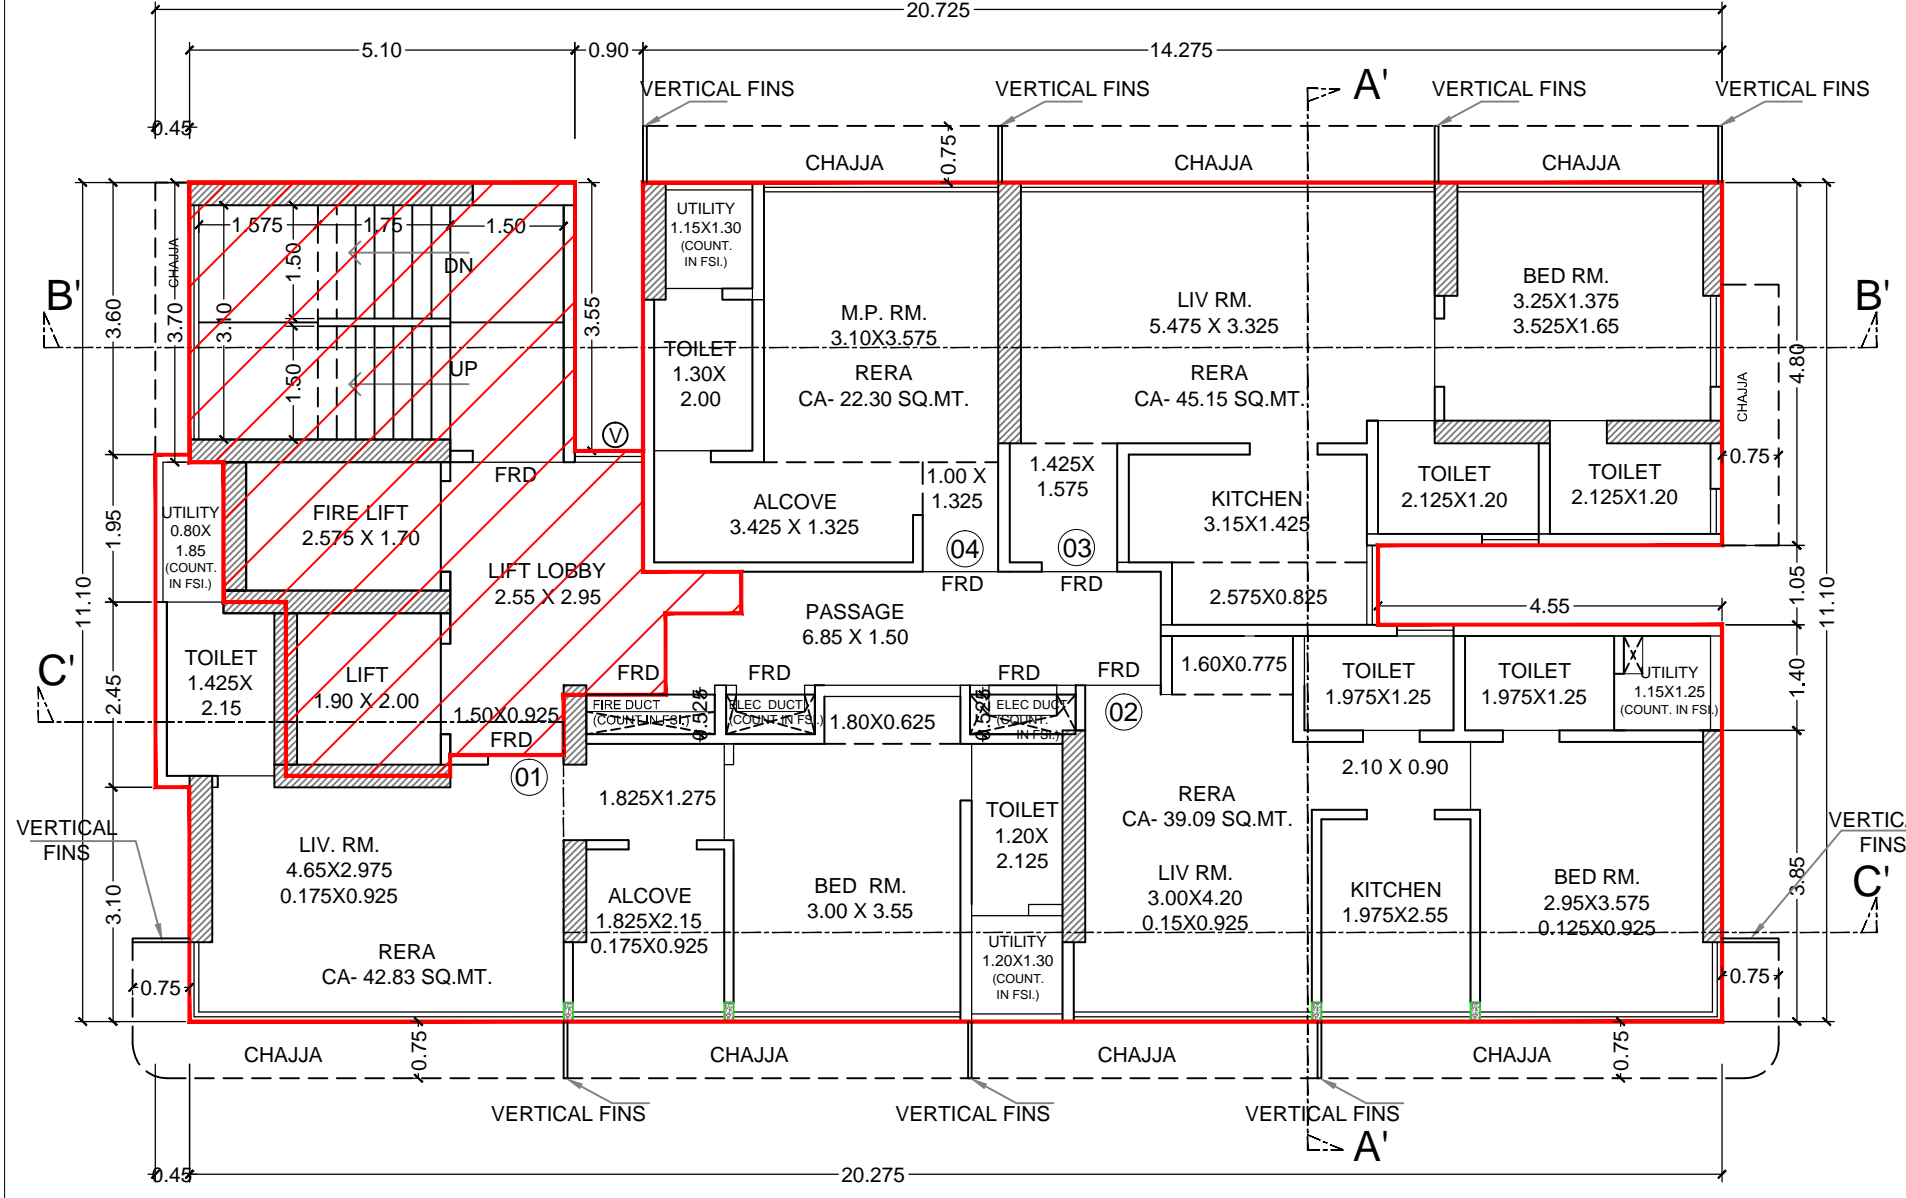 20.725
5.10
0.90
14.275
VERTICAL FINS
VERTICAL FINS
A'
VERTICAL FINS
VERTICAL FINS
0.45
0.75
CHAJJA
CHAJJA
CHAJJA
1.575
1.75
1.50
UTILITY
1.15X1.30
(COUNT.
IN FSI.)
CHAJJA
1.50
DN
BED RM.
3.25X1.375
3.525X1.65
B'
B'
LIV RM.
5.475 X 3.325
M.P. RM.
3.10X3.575
3.60
3.70
3.10
3.55
TOILET
1.30X
2.00
4.80
UP
1.50
RERA
CA- 22.30 SQ.MT.
RERA
CA- 45.15 SQ.MT.
CHAJJA
V
0.75
FRD
1.00 X
1.325
1.425X
1.575
TOILET
2.125X1.20
TOILET
2.125X1.20
ALCOVE
3.425 X 1.325
KITCHEN
3.15X1.425
UTILITY
0.80X
1.85
(COUNT.
IN FSI.)
1.95
FIRE LIFT
2.575 X 1.70
04
03
FRD
FRD
LIFT LOBBY
2.55 X 2.95
11.10
1.05
11.10
2.575X0.825
4.55
PASSAGE
6.85 X 1.50
TOILET
1.425X
2.15
C'
LIFT
1.90 X 2.00
2.45
FRD
FRD
FRD
FRD
1.60X0.775
TOILET
1.975X1.25
TOILET
1.975X1.25
UTILITY
1.15X1.25
(COUNT. IN FSI.)
1.40
1.50X0.925
FRD
FIRE DUCT
(COUNT.IN FSI.)
0.525
ELEC DUCT
(COUNT.IN FSI.)
1.80X0.625
0.525
ELEC DUCT
(COUNT.
IN FSI.)
02
01
2.10 X 0.90
1.825X1.275
RERA
CA- 39.09 SQ.MT.
TOILET
1.20X
2.125
VERTICAL
FINS
LIV. RM.
4.65X2.975
0.175X0.925
VERTICA
FINS
3.10
3.85
C'
ALCOVE
1.825X2.15
0.175X0.925
BED RM.
3.00 X 3.55
LIV RM.
3.00X4.20
0.15X0.925
KITCHEN
1.975X2.55
BED RM.
2.95X3.575
0.125X0.925
UTILITY
1.20X1.30
(COUNT.
IN FSI.)
RERA
CA- 42.83 SQ.MT.
0.75
0.75
CHAJJA
0.75
CHAJJA
CHAJJA
CHAJJA
0.75
VERTICAL FINS
VERTICAL FINS
VERTICAL FINS
A'
0.45
20.275